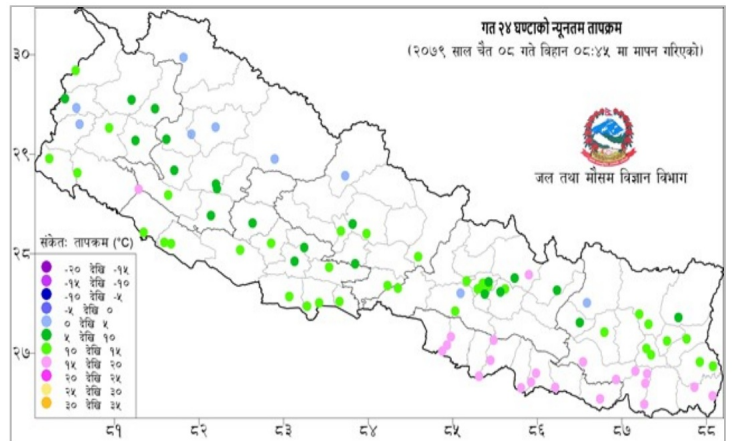 गत २४ घण्टाको न्यूनतम तापक्रम
(२०७९ साल चैत ०८ गते विहान ०८:४५ मा मापन गरिएको)
जल तथा मौसम विज्ञान विभाग
३०
२९
२८
२७
संकेतः तापक्रम (°C)
-२० देखि -१५
-१५ देखि -१०
-१० देखि -५
-५ देखि ०
० देखि ५
५ देखि १०
१० देखि १५
१५ देखि २०
२० देखि २५
२५ देखि ३०
३० देखि ३५
८१ ८२ ८३ ८४ ८५ ८६ ८७ ८८